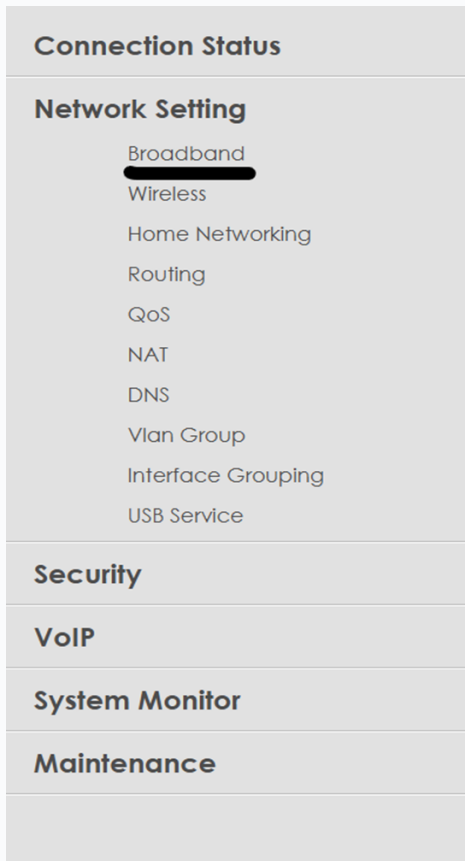 Connection Status
Network Setting
Broadband
Wireless
Home Networking
Routing
QoS
NAT
DNS
Vlan Group
Interface Grouping
USB Service
Security
VoIP
System Monitor
Maintenance